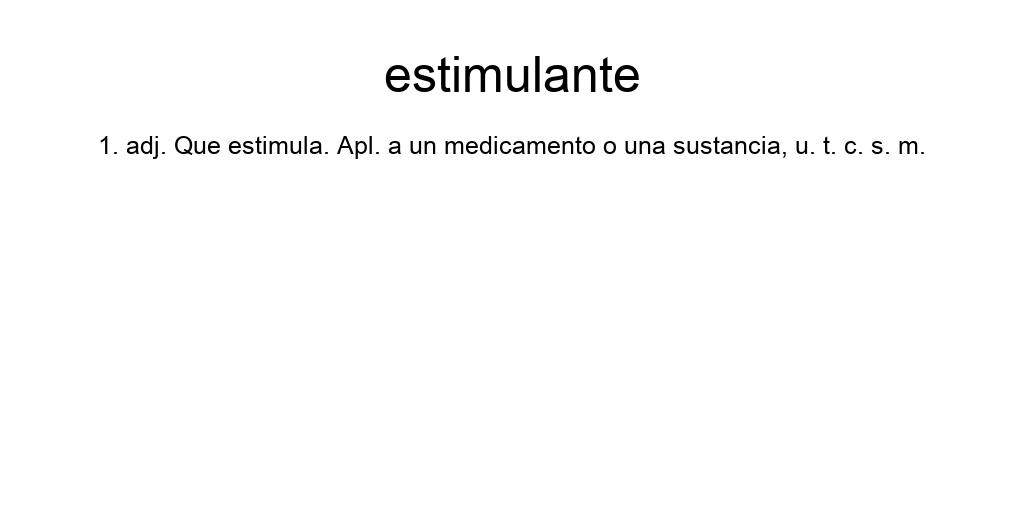 estimulante
1. adj. Que estimula. Apl. a un medicamento o una sustancia, u. t. c. s. m.